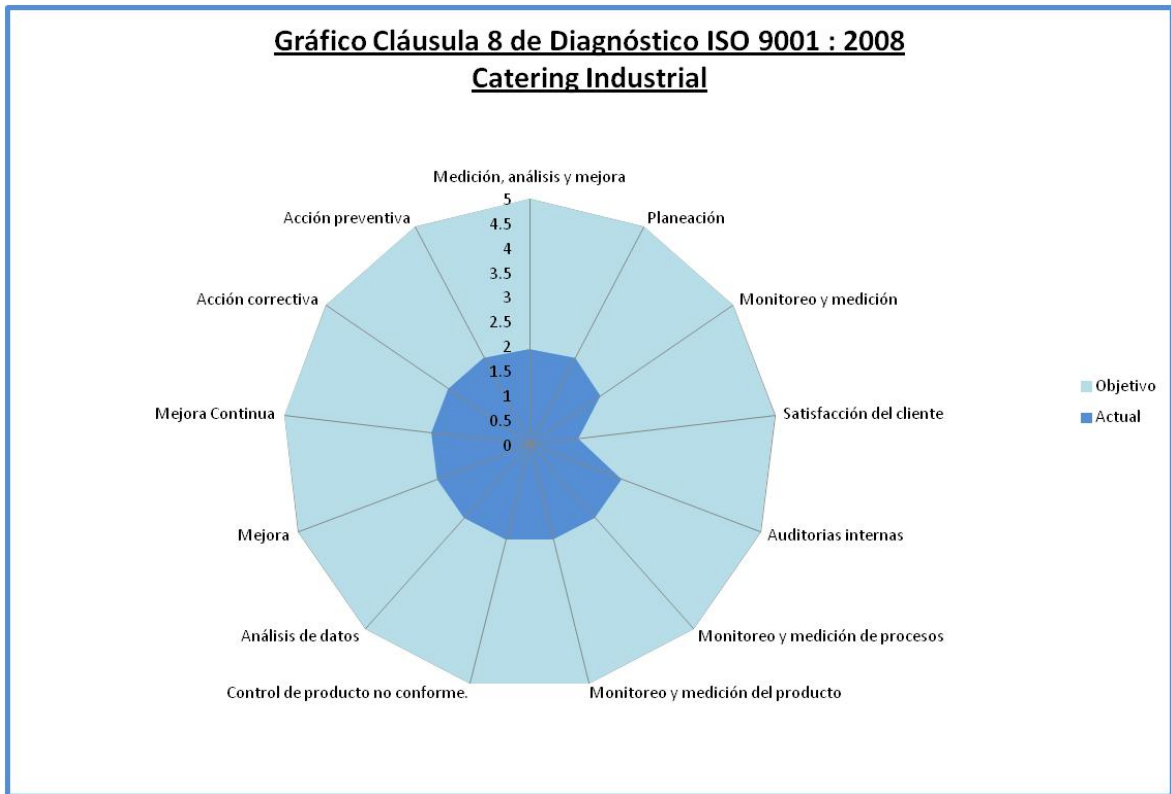 Gráfico Cláusula 8 de Diagnóstico ISO 9001 : 2008
Catering Industrial
Medición, análisis y mejora
Planeación
Monitoreo y medición
Satisfacción del cliente
Auditorias internas
Monitoreo y medición de procesos
Monitoreo y medición del producto
Control de producto no conforme.
Análisis de datos
Mejora
Mejora Continua
Acción correctiva
Acción preventiva
5
4.5
4
3.5
3
2.5
2
1.5
1
0.5
0
Objetivo
Actual